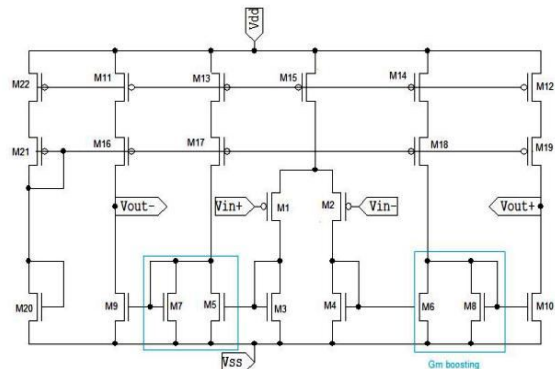 Vdd
M22
M11
M13
M15
M14
M12
M21
M16
M17
M18
M19
Vout-
Vin+
M1
M2
Vin-
Vout+
M20
M9
M7
M5
M3
M4
M6
M8
M10
Vss
Gm boosting